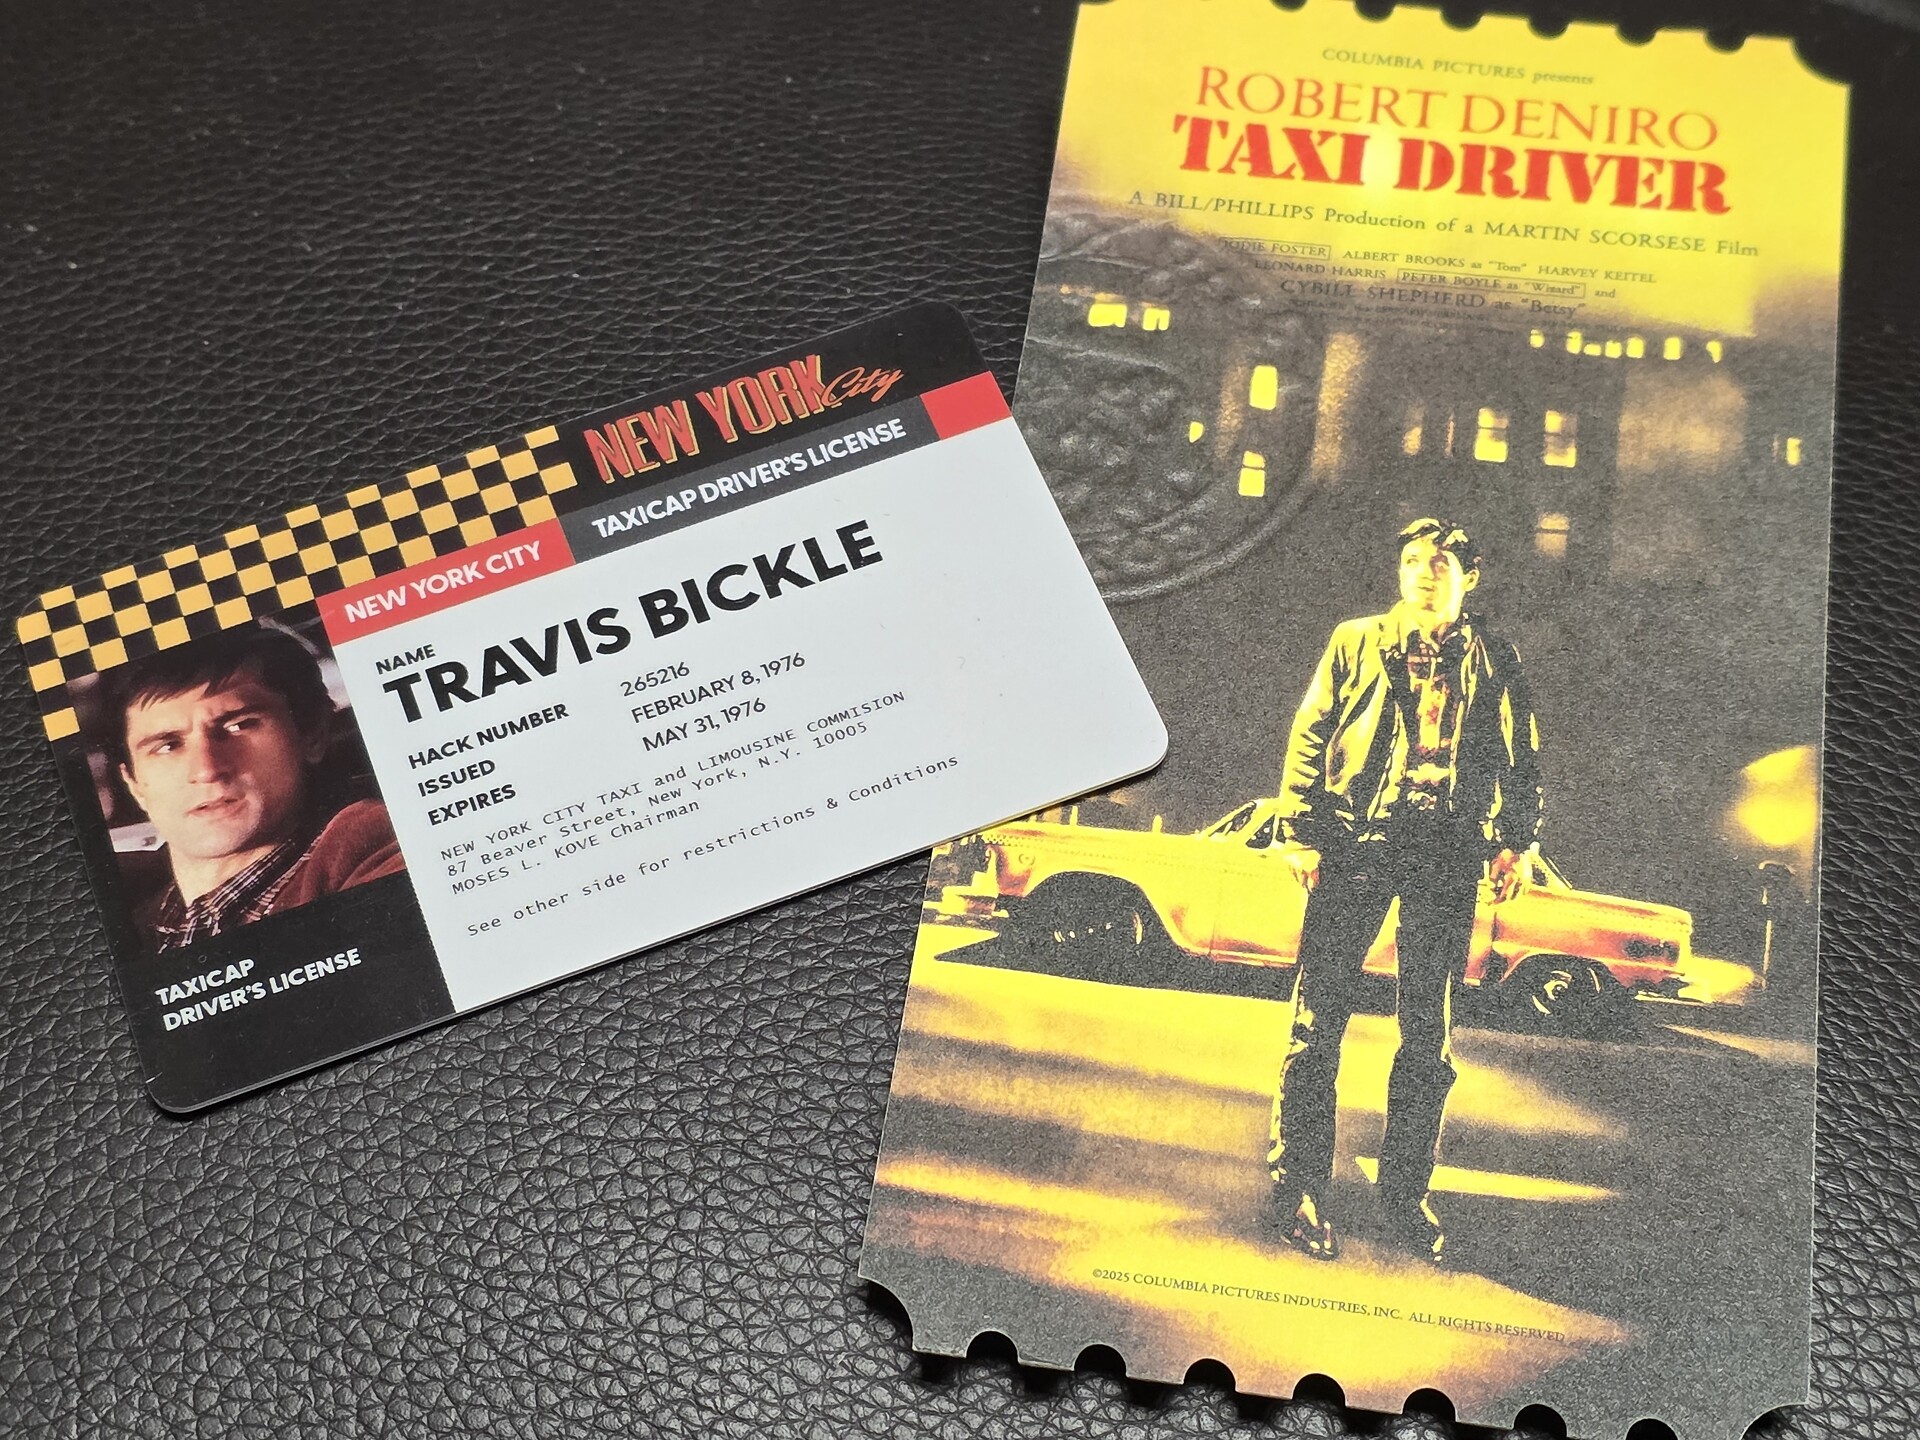 NEW YORK City
NEW YORK CITY
TAXICAP DRIVER'S LICENSE
NAME
TRAVIS BICKLE
HACK NUMBER 265216
ISSUED FEBRUARY 8, 1976
EXPIRES MAY 31, 1976
NEW YORK CITY TAXI and LIMOUSINE COMMISION
87 Beaver Street, New York, N.Y. 10005
MOSES L. KOVE Chairman
See other side for restrictions & Conditions
TAXICAP
DRIVER'S LICENSE
COLUMBIA PICTURES presents
ROBERT DENIRO
TAXI DRIVER
A BILL/PHILLIPS Production of a MARTIN SCORSESE Film
JODIE FOSTER ALBERT BROOKS as "Tom" HARVEY KEITEL
LEONARD HARRIS PETER BOYLE as "Wizard" and
CYBILL SHEPHERD as "Betsy"
©2025 COLUMBIA PICTURES INDUSTRIES, INC. ALL RIGHTS RESERVED